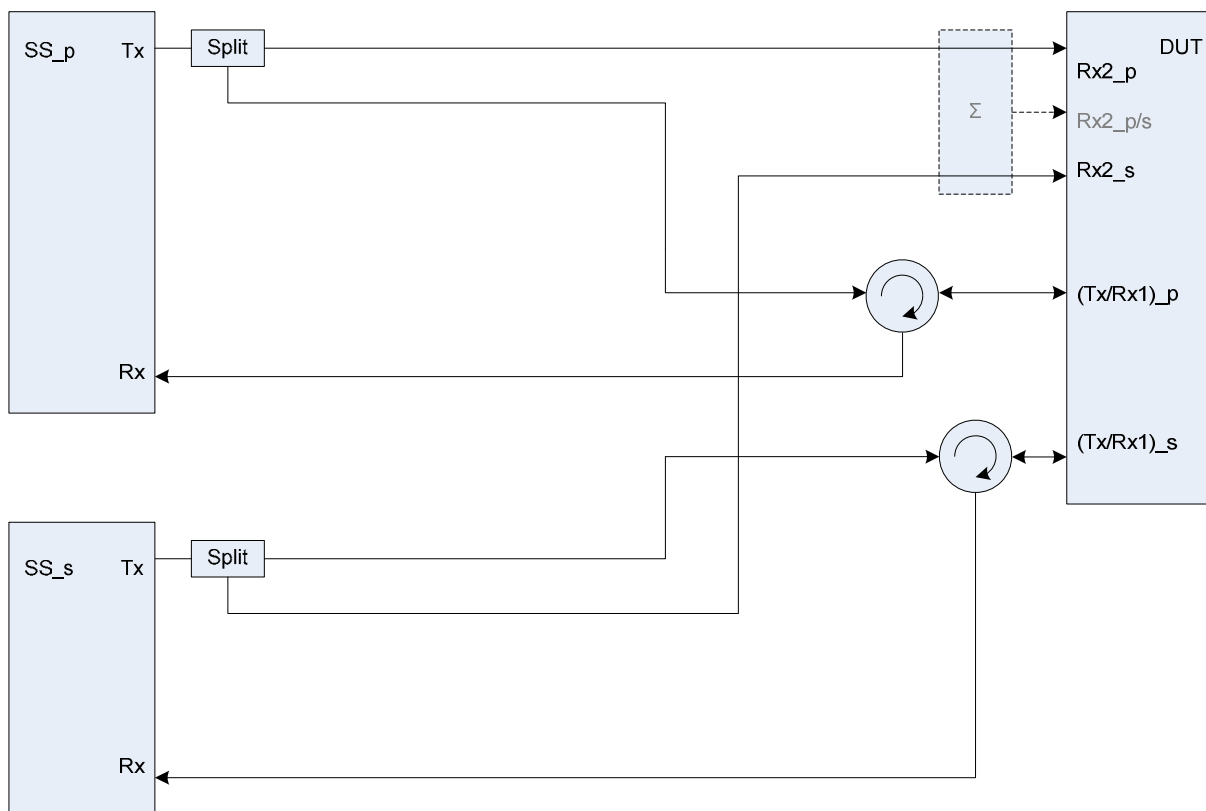 SS_p Tx
Split
DUT
Rx2_p
Σ
Rx2_p/s
Rx2_s
(Tx/Rx1)_p
Rx
(Tx/Rx1)_s
SS_s Tx
Split
Rx